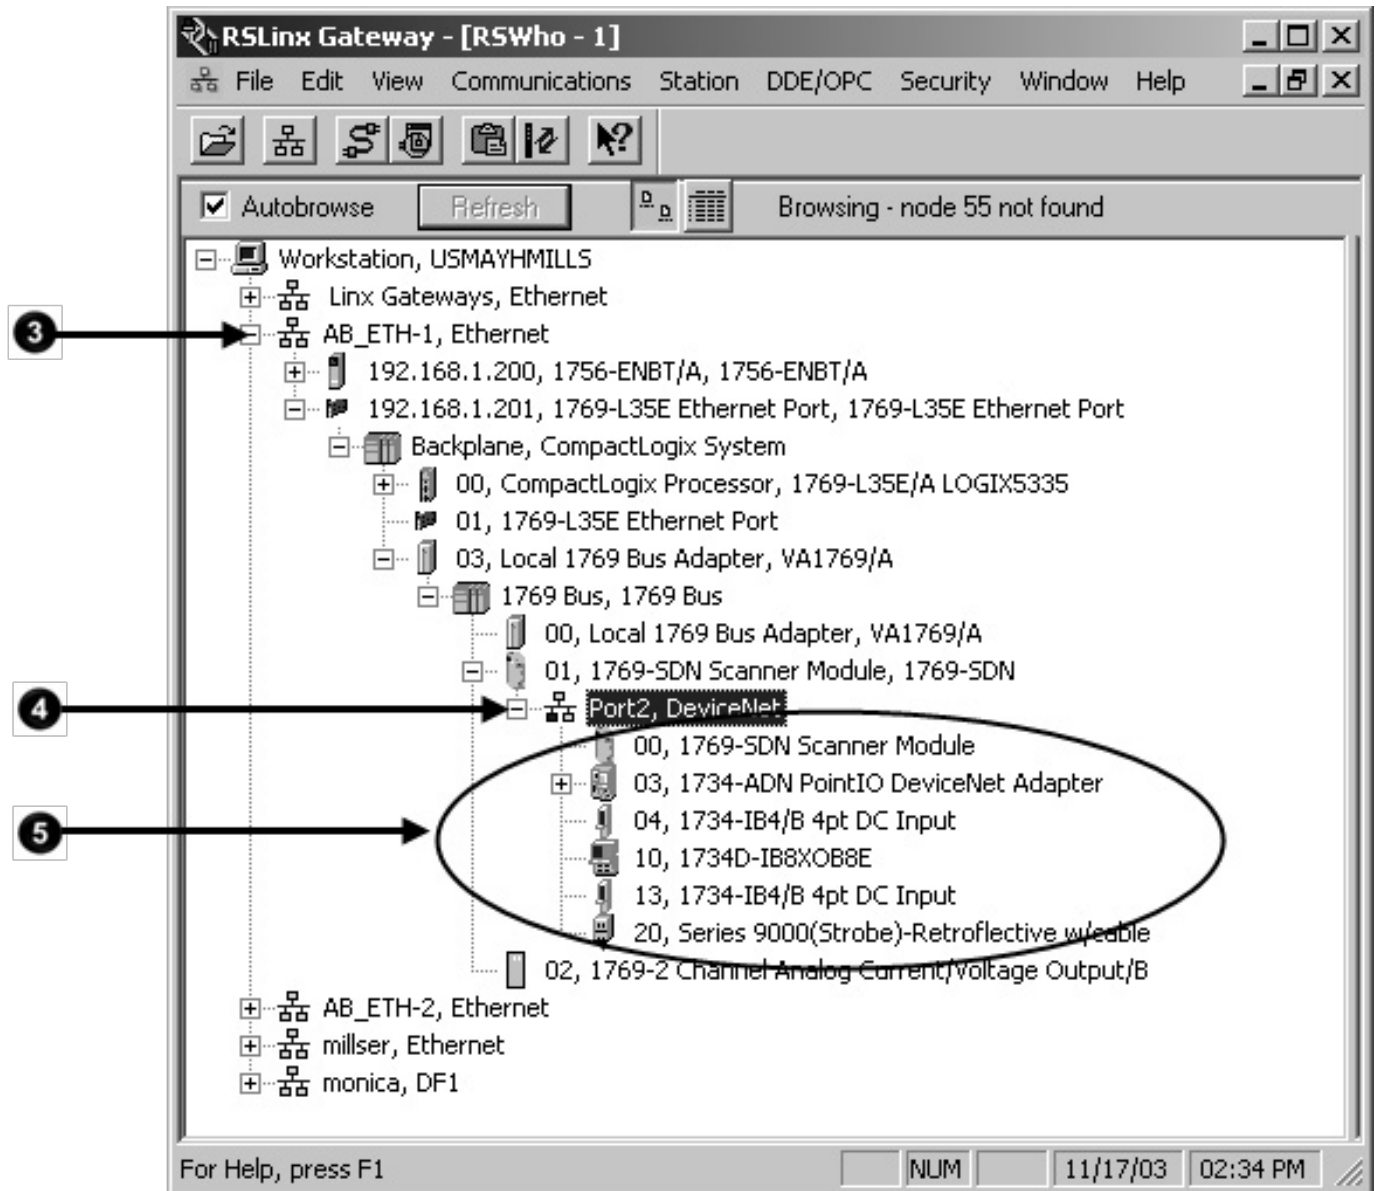 RSLinx Gateway - [RSWho - 1]
File Edit View Communications Station DDE/OPC Security Window Help
Autobrowse Refresh Browsing - node 55 not found
Workstation, USMAYHMILLS
Linx Gateways, Ethernet
3 AB_ETH-1, Ethernet
192.168.1.200, 1756-ENBT/A, 1756-ENBT/A
192.168.1.201, 1769-L35E Ethernet Port, 1769-L35E Ethernet Port
Backplane, CompactLogix System
00, CompactLogix Processor, 1769-L35E/A LOGIX5335
01, 1769-L35E Ethernet Port
03, Local 1769 Bus Adapter, VA1769/A
1769 Bus, 1769 Bus
00, Local 1769 Bus Adapter, VA1769/A
01, 1769-SDN Scanner Module, 1769-SDN
4 Port2, DeviceNet
00, 1769-SDN Scanner Module
03, 1734-ADN PointIO DeviceNet Adapter
5 04, 1734-IB4/B 4pt DC Input
10, 1734D-IB8XOB8E
13, 1734-IB4/B 4pt DC Input
20, Series 9000(Strobe)-Retroflective w/cable
02, 1769-2 Channel Analog Current/Voltage Output/B
AB_ETH-2, Ethernet
millser, Ethernet
monica, DF1
For Help, press F1 NUM 11/17/03 02:34 PM